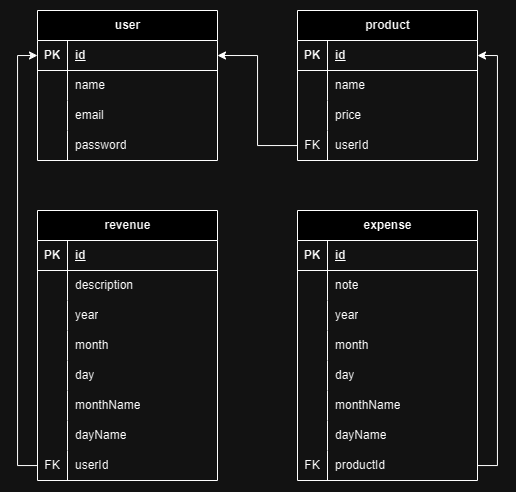 user
PK id
name
email
password
product
PK id
name
price
FK userId
revenue
PK id
description
year
month
day
monthName
dayName
FK userId
expense
PK id
note
year
month
day
monthName
dayName
FK productId